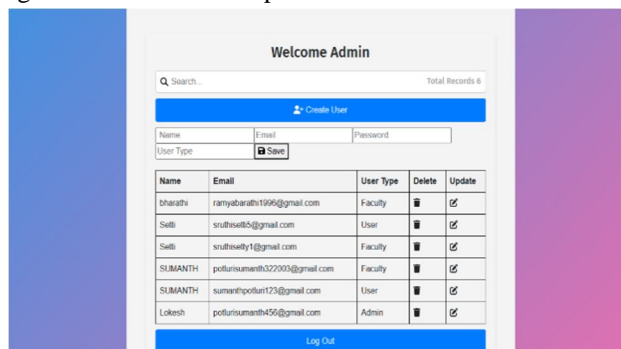 Welcome Admin
Search... Total Records 6
Create User
Name Email Password
User Type Save
Name Email User Type Delete Update
bharathi ramyabarathi1996@gmail.com Faculty
Setti sruthisetti5@gmail.com User
Setti sruthisetty1@gmail.com Faculty
SUMANTH potlurisumanth322003@gmail.com Faculty
SUMANTH sumanthpotluri123@gmail.com User
Lokesh potlurisumanth456@gmail.com Admin
Log Out